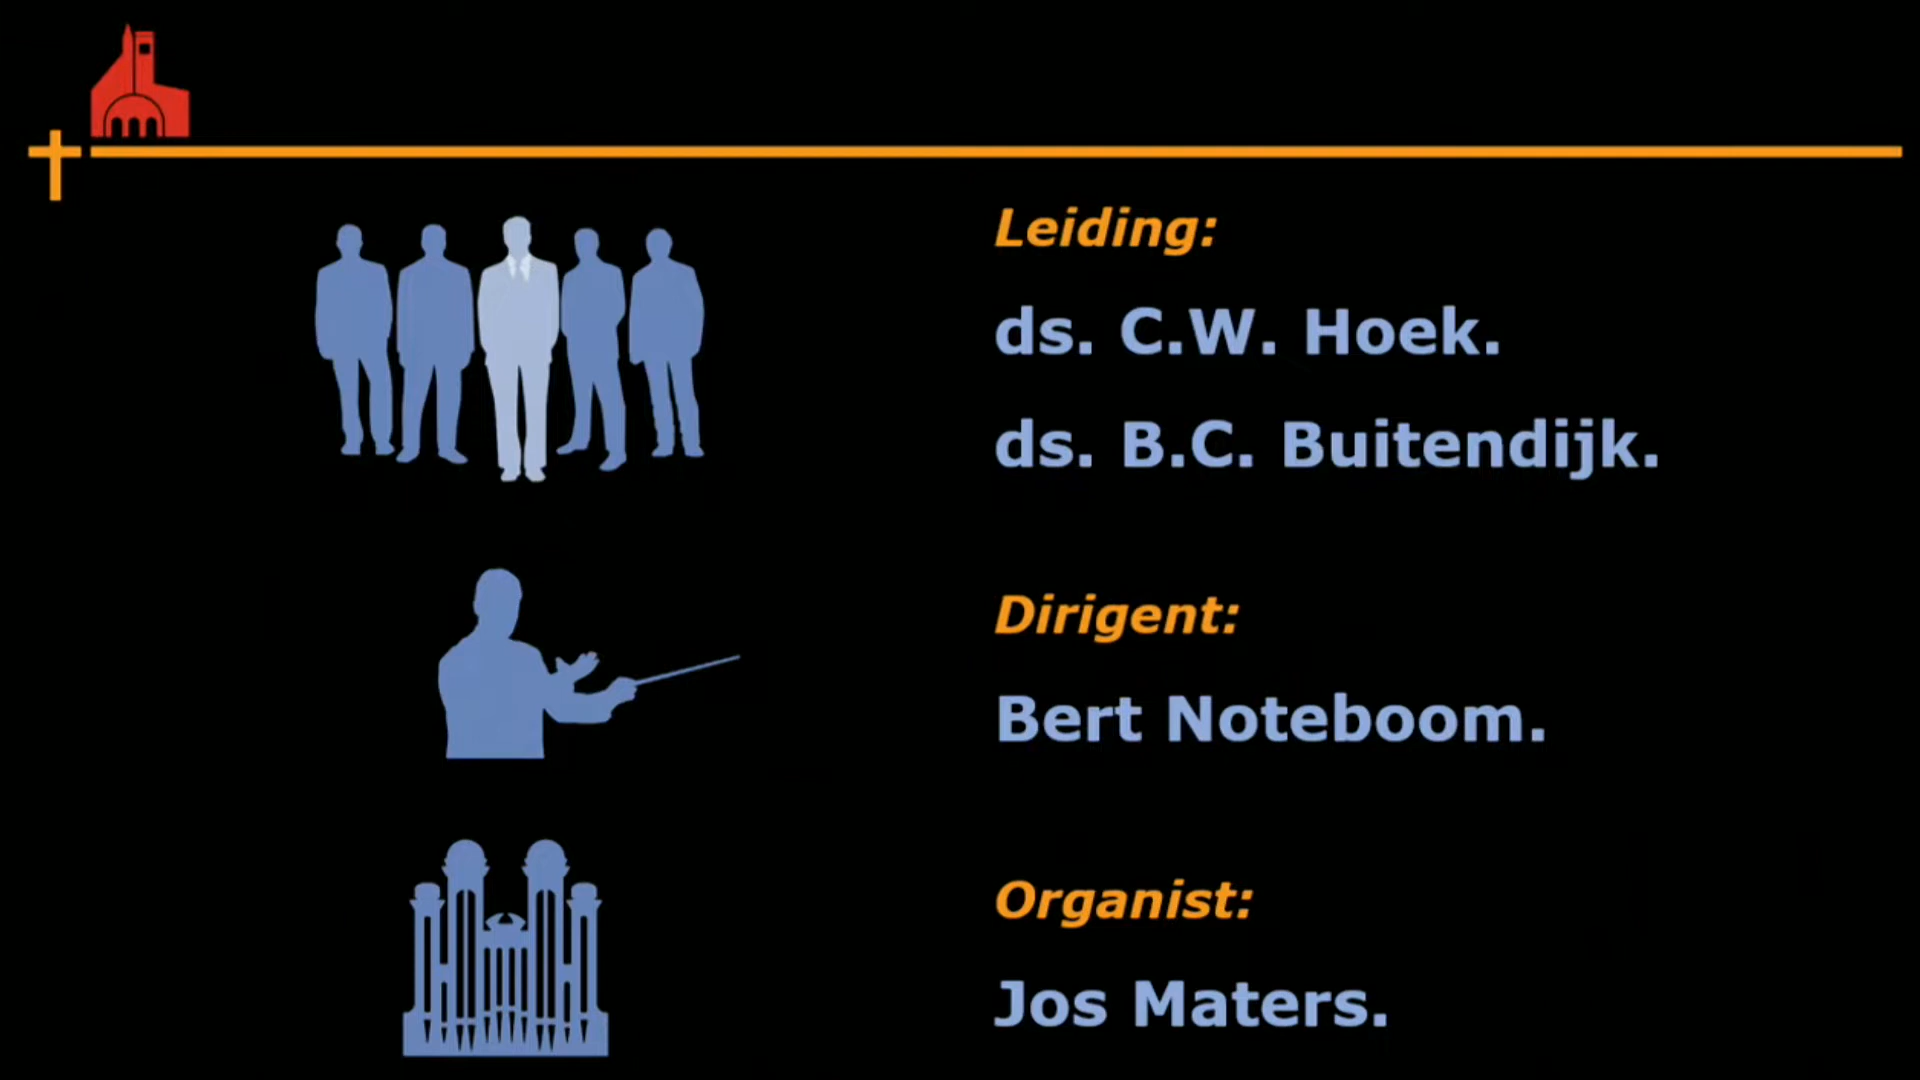 Leiding:
ds. C.W. Hoek.
ds. B.C. Buitendijk.
Dirigent:
Bert Noteboom.
Organist:
Jos Maters.